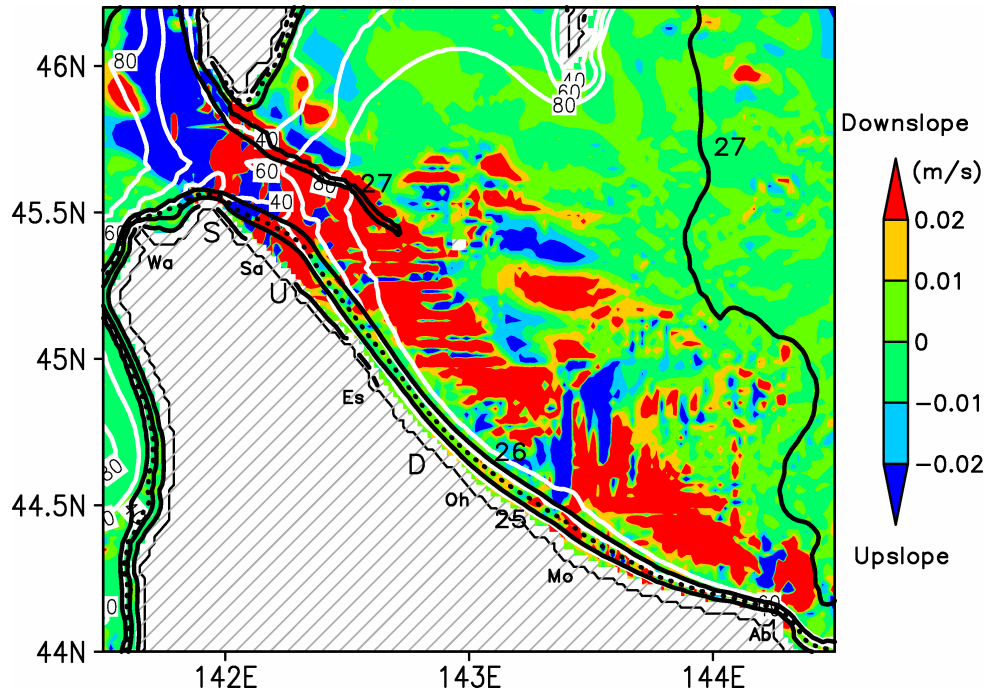 46N
45.5N
45N
44.5N
44N
142E
143E
144E
80
40
60
80
40
60
80
40
60
80
27
27
26
25
60
S
U
D
Wa
Sa
Es
Oh
Mo
Ab
Downslope
(m/s)
0.02
0.01
0
−0.01
−0.02
Upslope